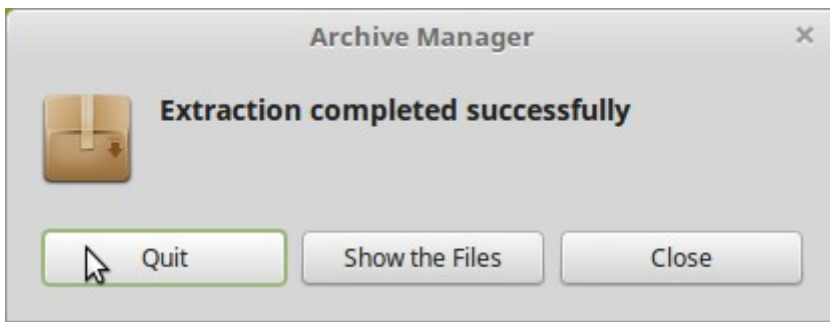 Archive Manager
Extraction completed successfully
Quit
Show the Files
Close